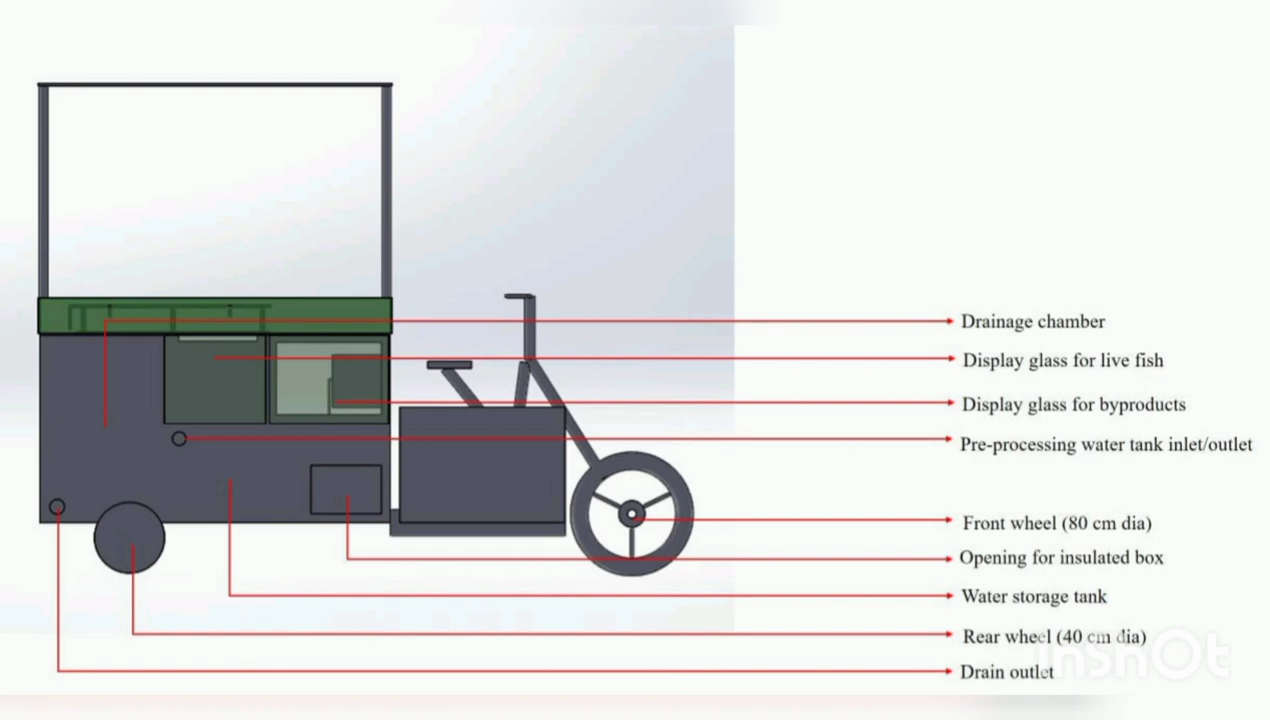 Drainage chamber
Display glass for live fish
Display glass for byproducts
Pre-processing water tank inlet/outlet
Front wheel (80 cm dia)
Opening for insulated box
Water storage tank
Rear wheel (40 cm dia)
Drain outlet
InShOt